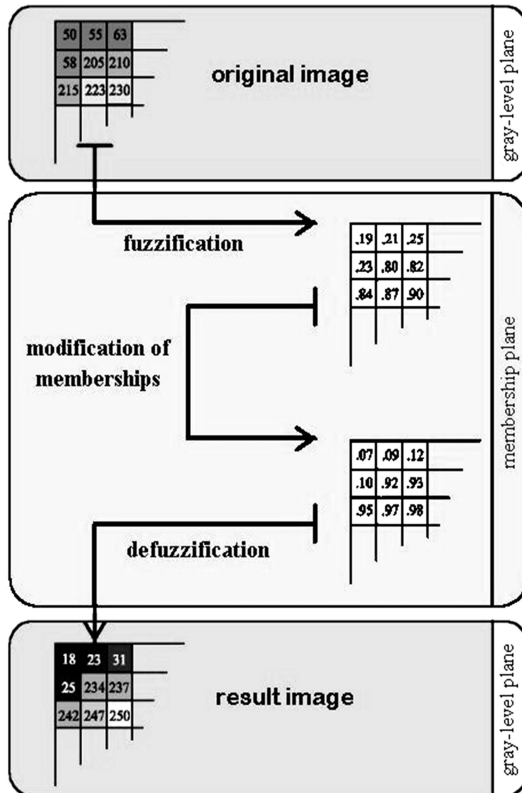 50 55 63
58 205 210
215 223 230
original image
gray-level plane
fuzzification
.19 .21 .25
.23 .80 .82
.84 .87 .90
modification of
memberships
membership plane
.07 .09 .12
.10 .92 .93
.95 .97 .98
defuzzification
18 23 31
25 234 237
242 247 250
result image
gray-level plane